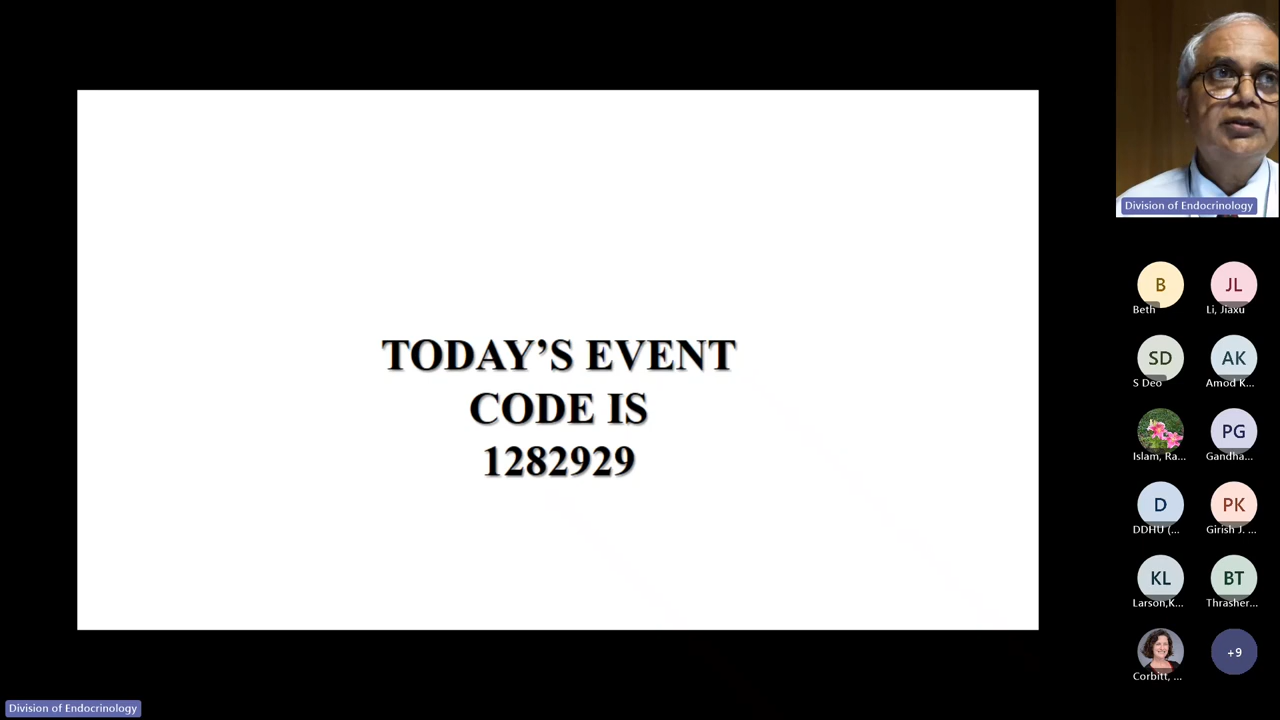 TODAY’S EVENT
CODE IS
1282929
Division of Endocrinology
B
JL
Beth
Li, Jiaxu
SD
AK
S Deo
Amod K...
PG
Islam, Ra...
Gandha...
D
PK
DDHU (...
Girish J. ...
KL
BT
Larson,K...
Thrasher...
+9
Corbitt, ...
Division of Endocrinology